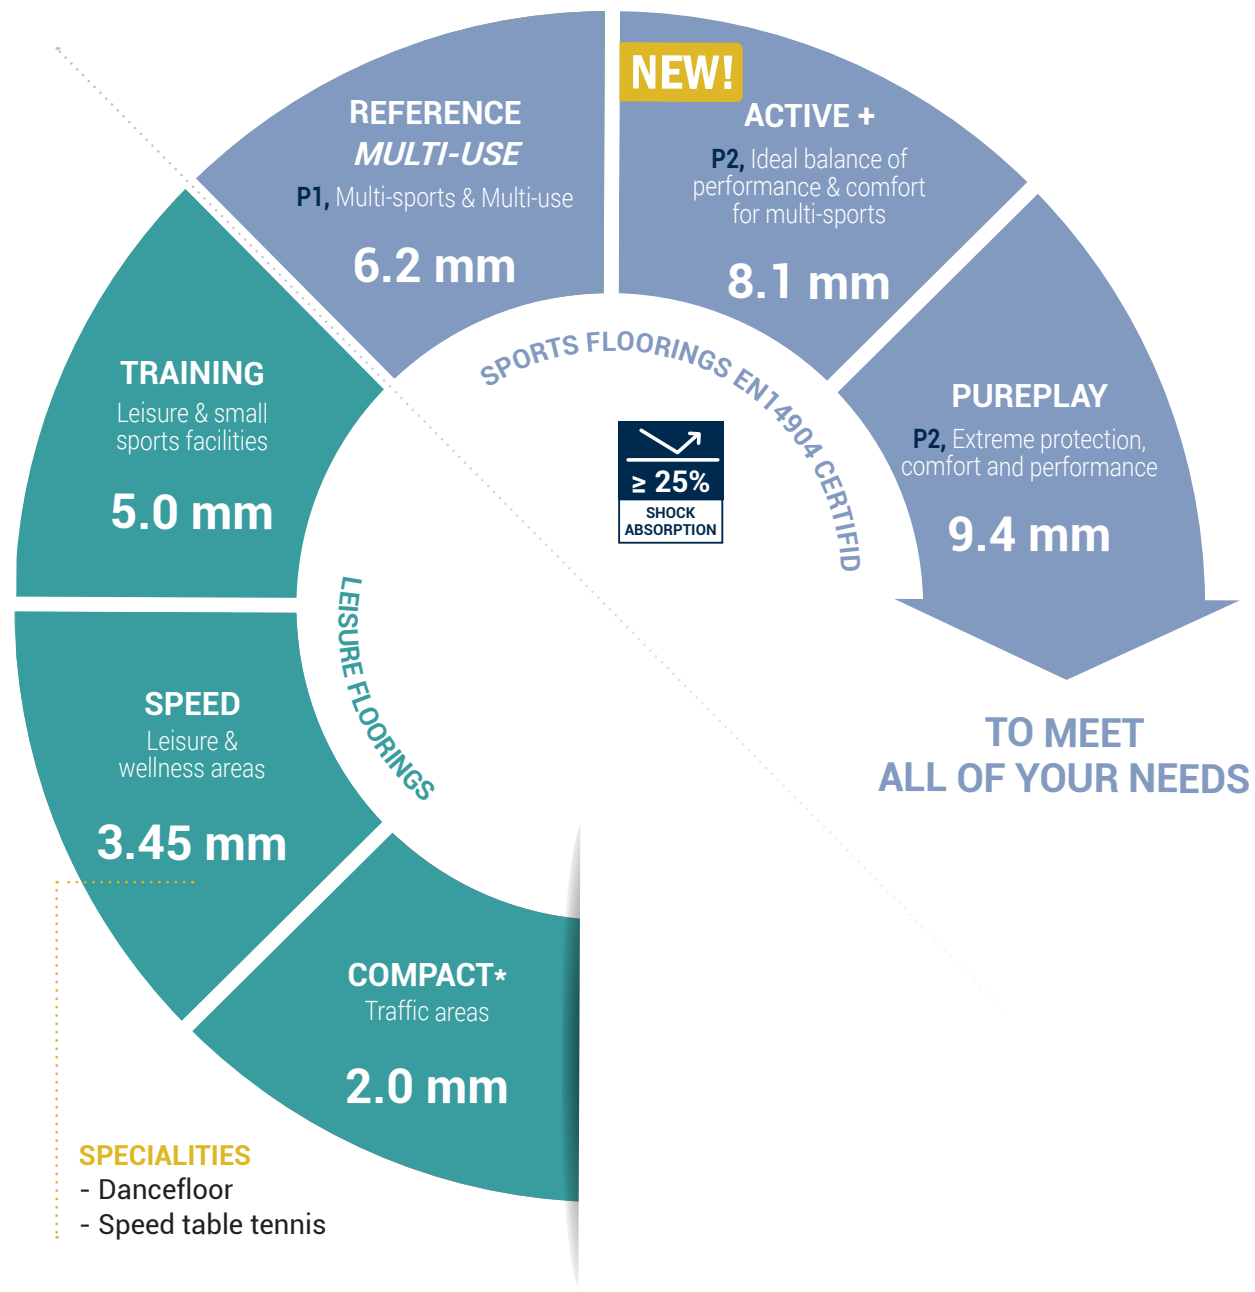 NEW!
REFERENCE
MULTI-USE
P1, Multi-sports & Multi-use
6.2 mm
ACTIVE +
P2, Ideal balance of
performance & comfort
for multi-sports
8.1 mm
PUREPLAY
P2, Extreme protection,
comfort and performance
9.4 mm
TRAINING
Leisure & small
sports facilities
5.0 mm
SPORTS FLOORINGS EN14904 CERTIFID
≥ 25%
SHOCK
ABSORPTION
LEISURE FLOORINGS
SPEED
Leisure &
wellness areas
3.45 mm
TO MEET
ALL OF YOUR NEEDS
COMPACT*
Traffic areas
2.0 mm
SPECIALITIES
- Dancefloor
- Speed table tennis